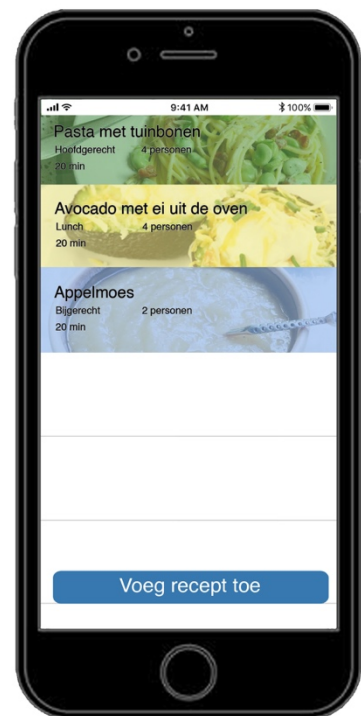 9:41 AM
100%
Pasta met tuinbonen
Hoofdgerecht 4 personen
20 min
Avocado met ei uit de oven
Lunch 4 personen
20 min
Appelmoes
Bijgerecht 2 personen
20 min
Voeg recept toe